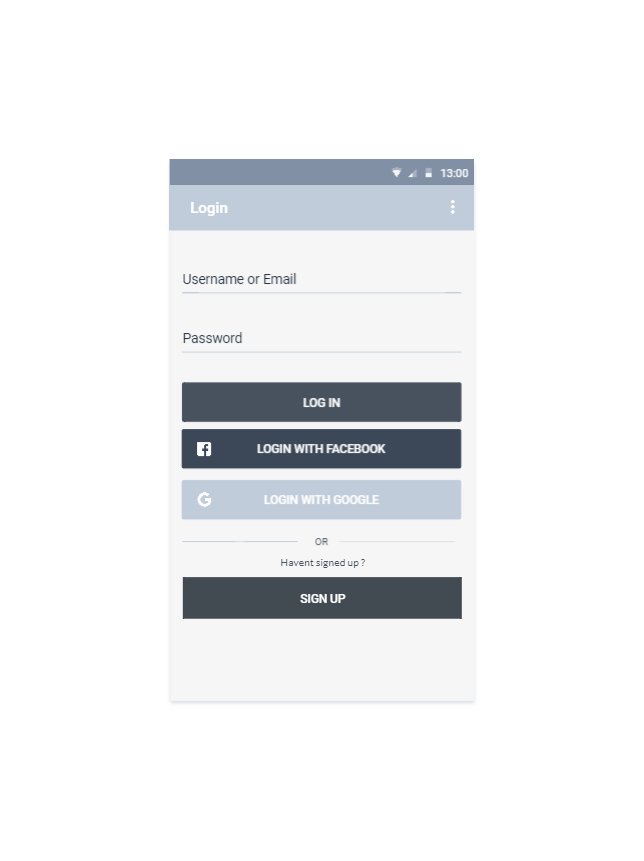 13:00
Login
Username or Email
Password
LOG IN
LOGIN WITH FACEBOOK
LOGIN WITH GOOGLE
OR
Havent signed up ?
SIGN UP